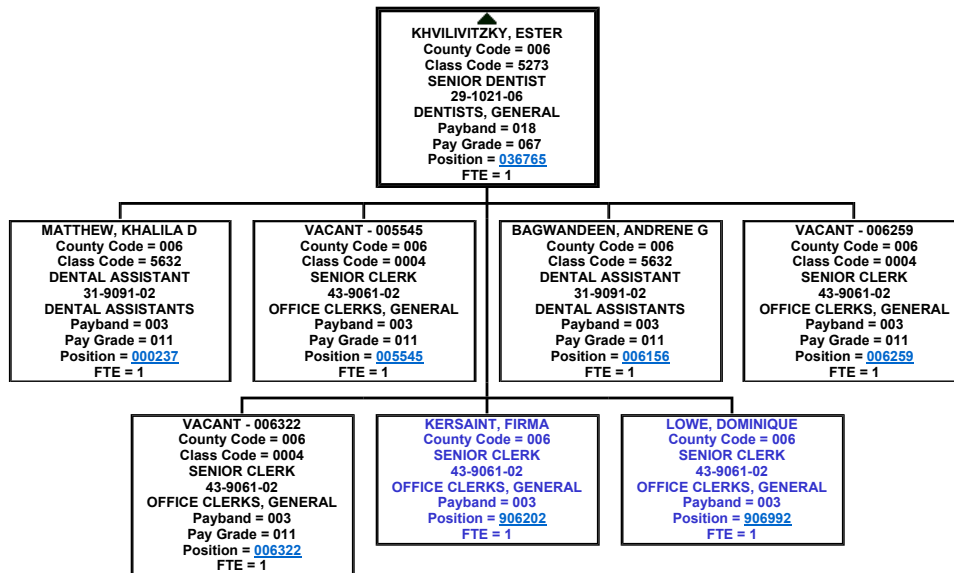 KHVILIVITZKY, ESTER
County Code = 006
Class Code = 5273
SENIOR DENTIST
29-1021-06
DENTISTS, GENERAL
Payband = 018
Pay Grade = 067
Position = 036765
FTE = 1
MATTHEW, KHALILA D
County Code = 006
Class Code = 5632
DENTAL ASSISTANT
31-9091-02
DENTAL ASSISTANTS
Payband = 003
Pay Grade = 011
Position = 000237
FTE = 1
VACANT - 005545
County Code = 006
Class Code = 0004
SENIOR CLERK
43-9061-02
OFFICE CLERKS, GENERAL
Payband = 003
Pay Grade = 011
Position = 005545
FTE = 1
BAGWANDEEN, ANDRENE G
County Code = 006
Class Code = 5632
DENTAL ASSISTANT
31-9091-02
DENTAL ASSISTANTS
Payband = 003
Pay Grade = 011
Position = 006156
FTE = 1
VACANT - 006259
County Code = 006
Class Code = 0004
SENIOR CLERK
43-9061-02
OFFICE CLERKS, GENERAL
Payband = 003
Pay Grade = 011
Position = 006259
FTE = 1
VACANT - 006322
County Code = 006
Class Code = 0004
SENIOR CLERK
43-9061-02
OFFICE CLERKS, GENERAL
Payband = 003
Pay Grade = 011
Position = 006322
FTE = 1
KERSAINT, FIRMA
County Code = 006
SENIOR CLERK
43-9061-02
OFFICE CLERKS, GENERAL
Payband = 003
Position = 906202
FTE = 1
LOWE, DOMINIQUE
County Code = 006
SENIOR CLERK
43-9061-02
OFFICE CLERKS, GENERAL
Payband = 003
Position = 906992
FTE = 1